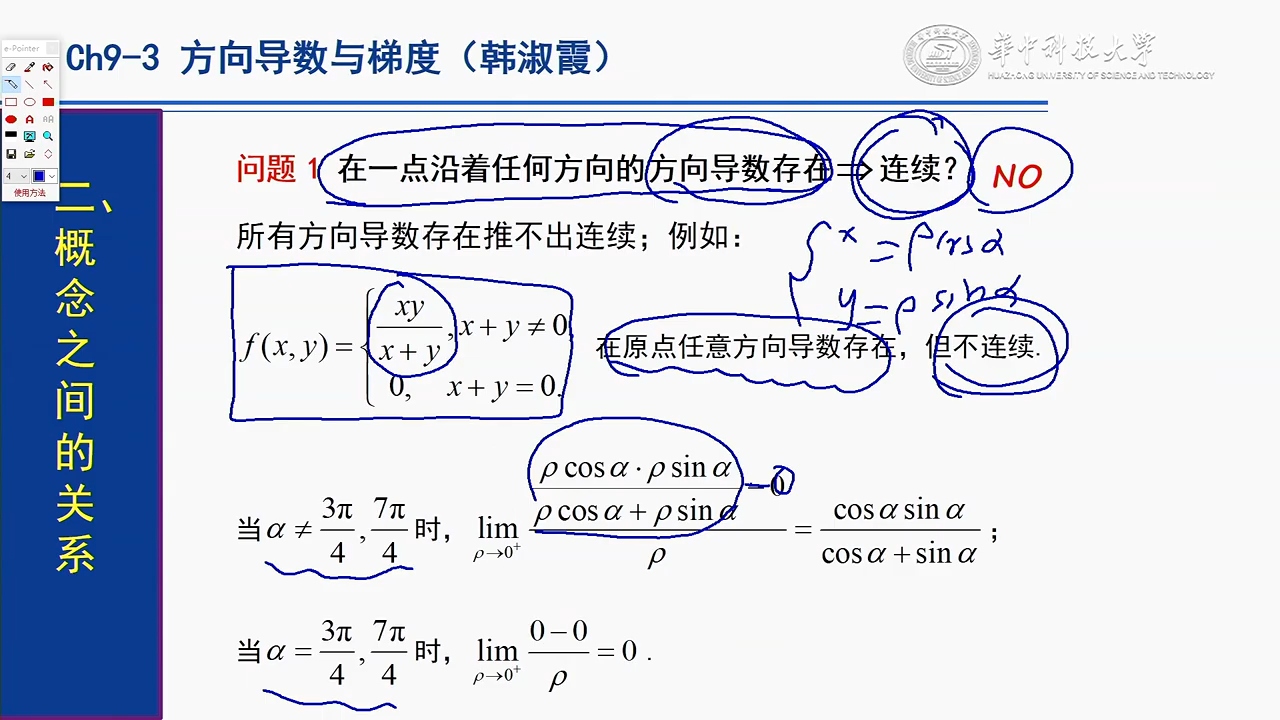 e-Pointer
Ch9-3 方向导数与梯度（韩淑霞）
华中科技大学
HUAZHONG UNIVERSITY OF SCIENCE AND TECHNOLOGY
4
使用方法
二、概念之间的关系
问题 1 在一点沿着任何方向的方向导数存在 ⇒ 连续？ NO
所有方向导数存在推不出连续；例如：
{ x = ρ cos α
y = ρ sin α
f(x, y) = { xy / (x + y), x + y ≠ 0
0, x + y = 0.
在原点任意方向导数存在，但不连续.
当 α ≠ 3π/4, 7π/4 时， lim ρ→0⁺ ((ρ cos α · ρ sin α)/(ρ cos α + ρ sin α) − 0)/ρ = (cos α sin α)/(cos α + sin α) ；
当 α = 3π/4, 7π/4 时， lim ρ→0⁺ (0 − 0)/ρ = 0 .